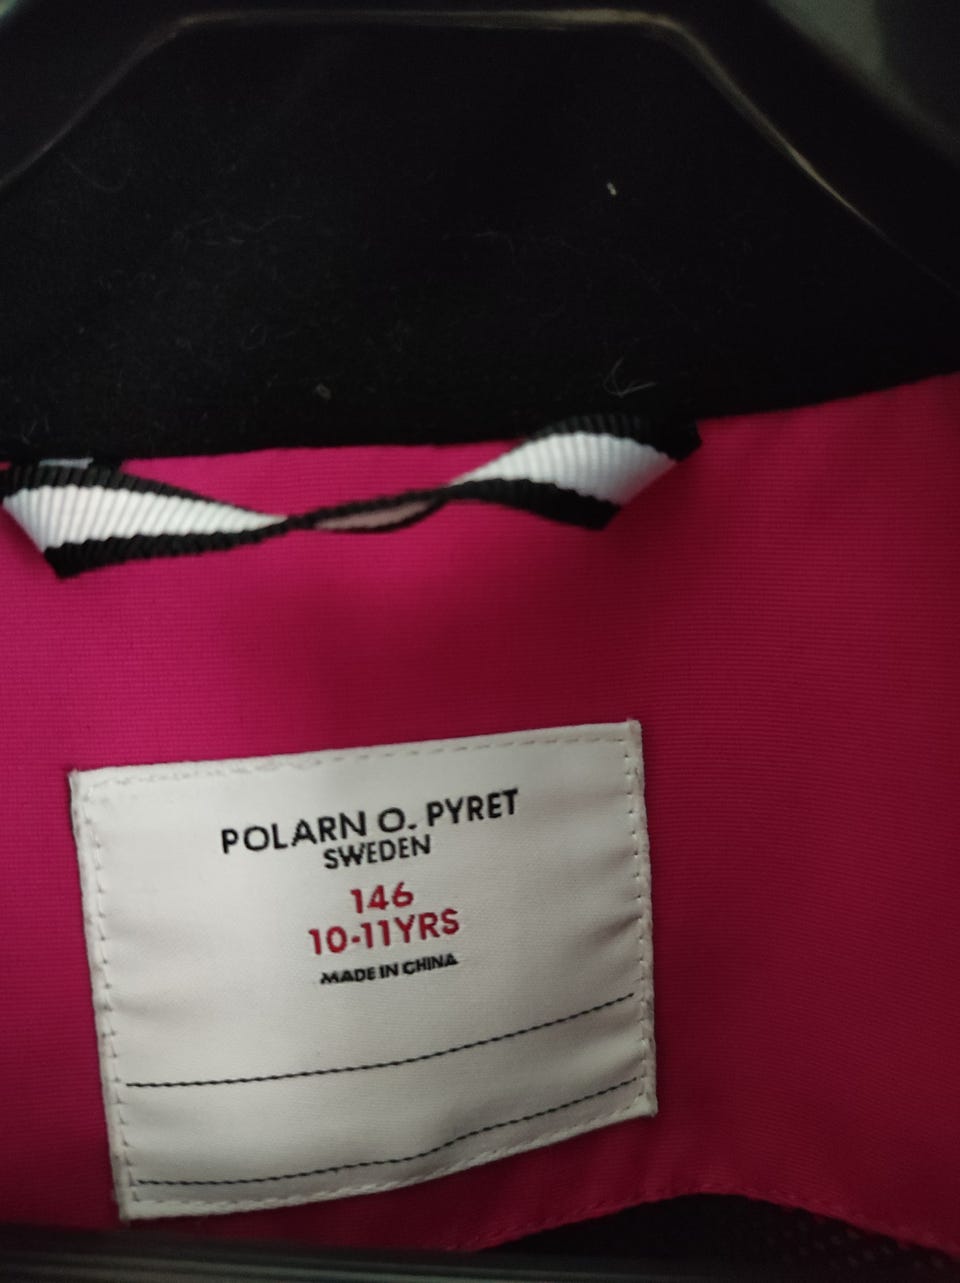 POLARN O. PYRET
SWEDEN
146
10-11YRS
MADE IN CHINA